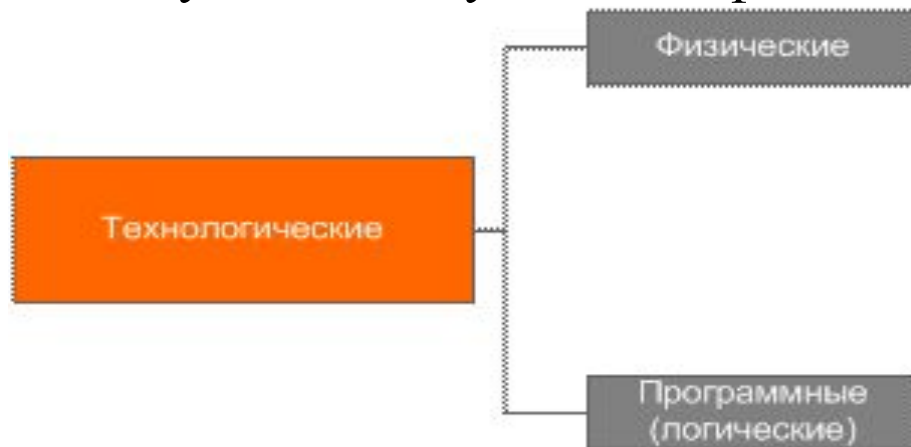 Физические
Технологические
Программные
(логические)